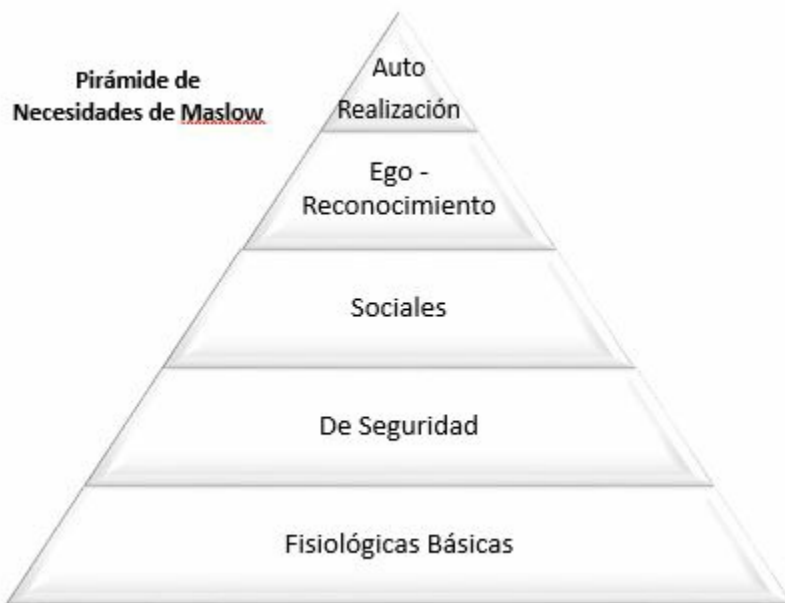 Pirámide de
Necesidades de Maslow
Auto
Realización
Ego -
Reconocimiento
Sociales
De Seguridad
Fisiológicas Básicas